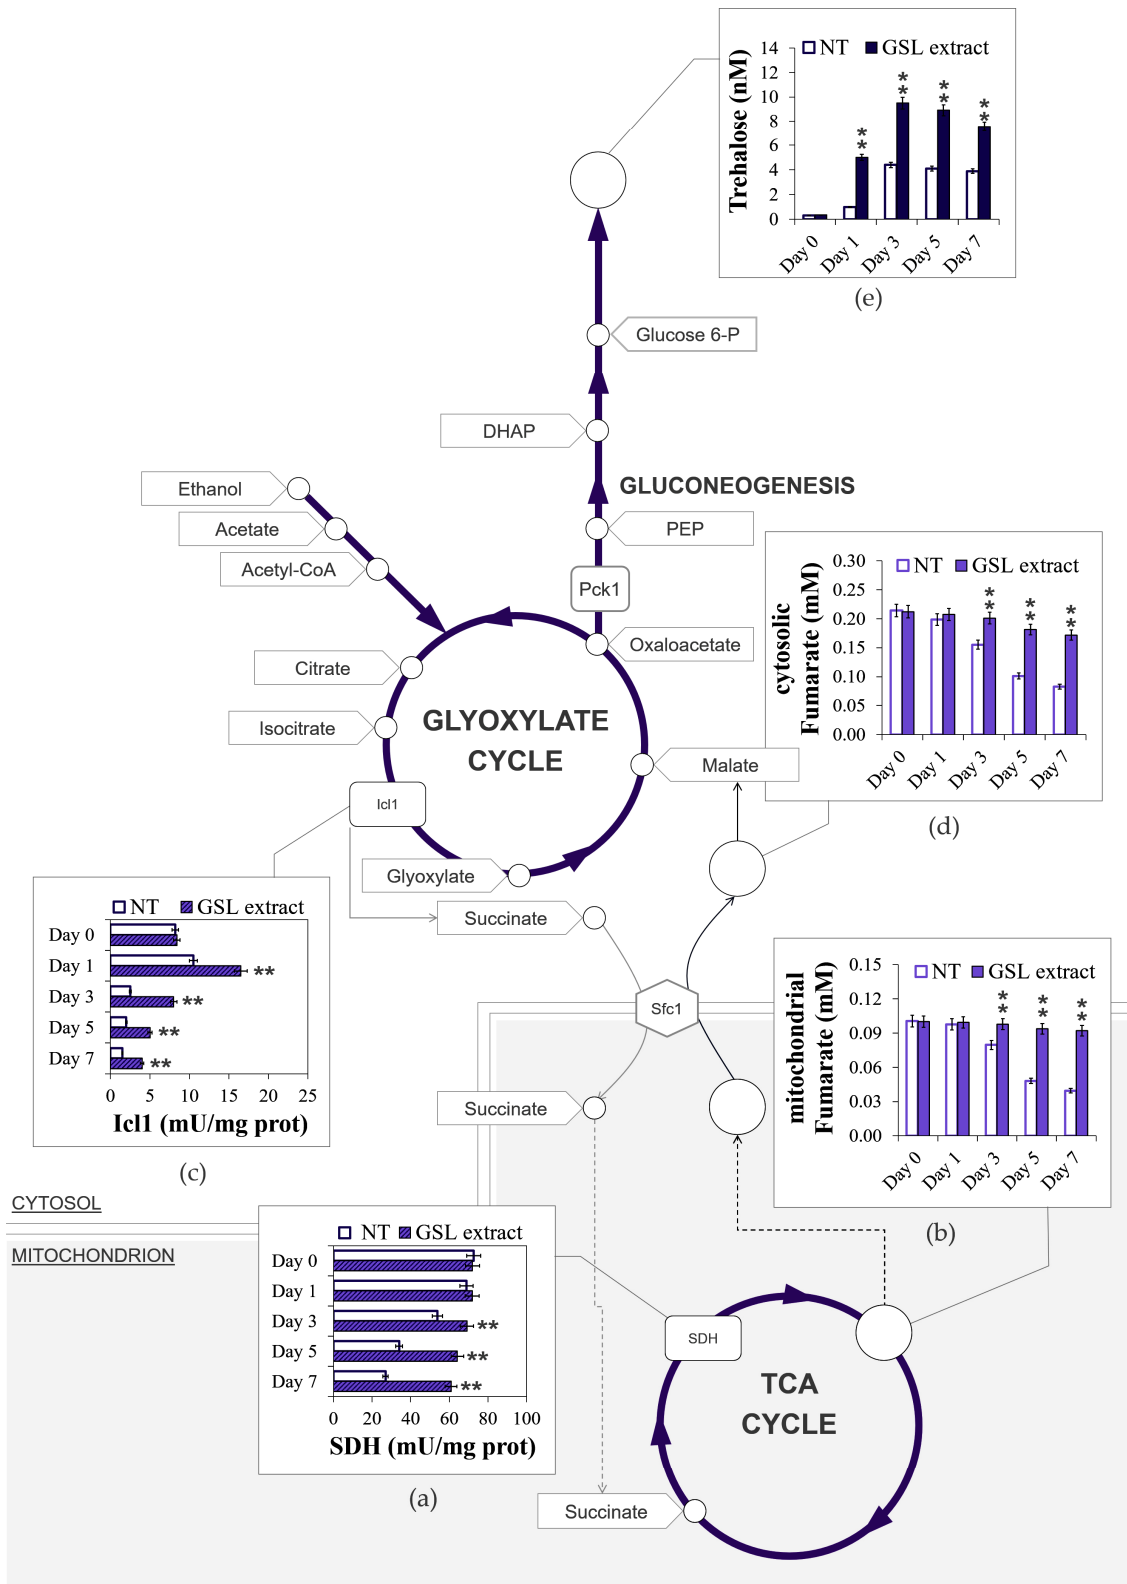 NT GSL extract
14
12
10
8
6
4
2
0
Trehalose (nM)
** ** ** **
Day 0 Day 1 Day 3 Day 5 Day 7
(e)
Glucose 6-P
DHAP
GLUCONEOGENESIS
Ethanol
Acetate
Acetyl-CoA
PEP
Pck1
Oxaloacetate
Citrate
Isocitrate
GLYOXYLATE
CYCLE
Malate
Icl1
Glyoxylate
Succinate
NT GSL extract
0.30
0.25
0.20
0.15
0.10
0.05
0.00
cytosolic
Fumarate (mM)
** ** **
Day 0 Day 1 Day 3 Day 5 Day 7
(d)
NT GSL extract
Day 0
Day 1 **
Day 3 **
Day 5 **
Day 7 **
0 5 10 15 20 25
Icl1 (mU/mg prot)
(c)
Sfc1
Succinate
NT GSL extract
0.15
0.12
0.09
0.06
0.03
0.00
mitochondrial
Fumarate (mM)
** ** **
Day 0 Day 1 Day 3 Day 5 Day 7
(b)
CYTOSOL
MITOCHONDRION
NT GSL extract
Day 0
Day 1
Day 3 **
Day 5 **
Day 7 **
0 20 40 60 80 100
SDH (mU/mg prot)
(a)
SDH
TCA
CYCLE
Succinate